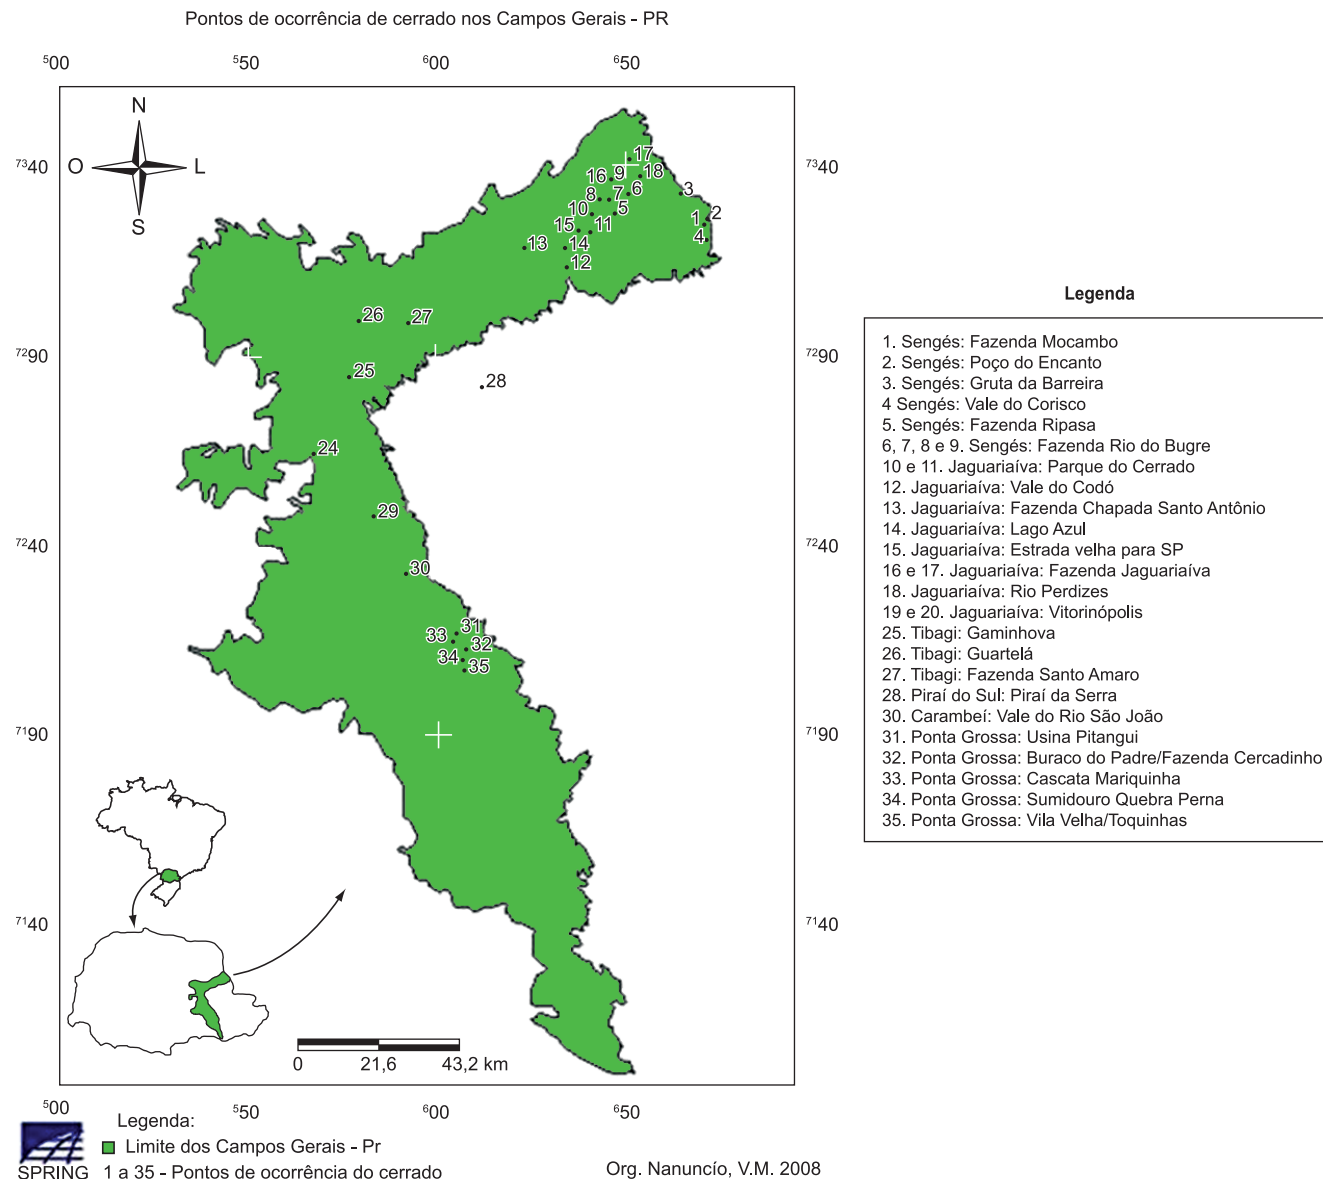 Pontos de ocorrência de cerrado nos Campos Gerais - PR
500 550 600 650
N
O L
S
7340 7340
7290 7290
7240 7240
7190 7190
7140 7140
17
16 9 18
8 7 6 3
10 5 2
15 11 1
13 14 4
12
26 27
25 28
24
29
30
31
33 32
34 35
0 21,6 43,2 km
500 550 600 650
Legenda
1. Sengés: Fazenda Mocambo
2. Sengés: Poço do Encanto
3. Sengés: Gruta da Barreira
4 Sengés: Vale do Corisco
5. Sengés: Fazenda Ripasa
6, 7, 8 e 9. Sengés: Fazenda Rio do Bugre
10 e 11. Jaguariaíva: Parque do Cerrado
12. Jaguariaíva: Vale do Codó
13. Jaguariaíva: Fazenda Chapada Santo Antônio
14. Jaguariaíva: Lago Azul
15. Jaguariaíva: Estrada velha para SP
16 e 17. Jaguariaíva: Fazenda Jaguariaíva
18. Jaguariaíva: Rio Perdizes
19 e 20. Jaguariaíva: Vitorinópolis
25. Tibagi: Gaminhova
26. Tibagi: Guartelá
27. Tibagi: Fazenda Santo Amaro
28. Piraí do Sul: Piraí da Serra
30. Carambeí: Vale do Rio São João
31. Ponta Grossa: Usina Pitangui
32. Ponta Grossa: Buraco do Padre/Fazenda Cercadinho
33. Ponta Grossa: Cascata Mariquinha
34. Ponta Grossa: Sumidouro Quebra Perna
35. Ponta Grossa: Vila Velha/Toquinhas
Legenda:
Limite dos Campos Gerais - Pr
SPRING 1 a 35 - Pontos de ocorrência do cerrado
Org. Nanuncío, V.M. 2008